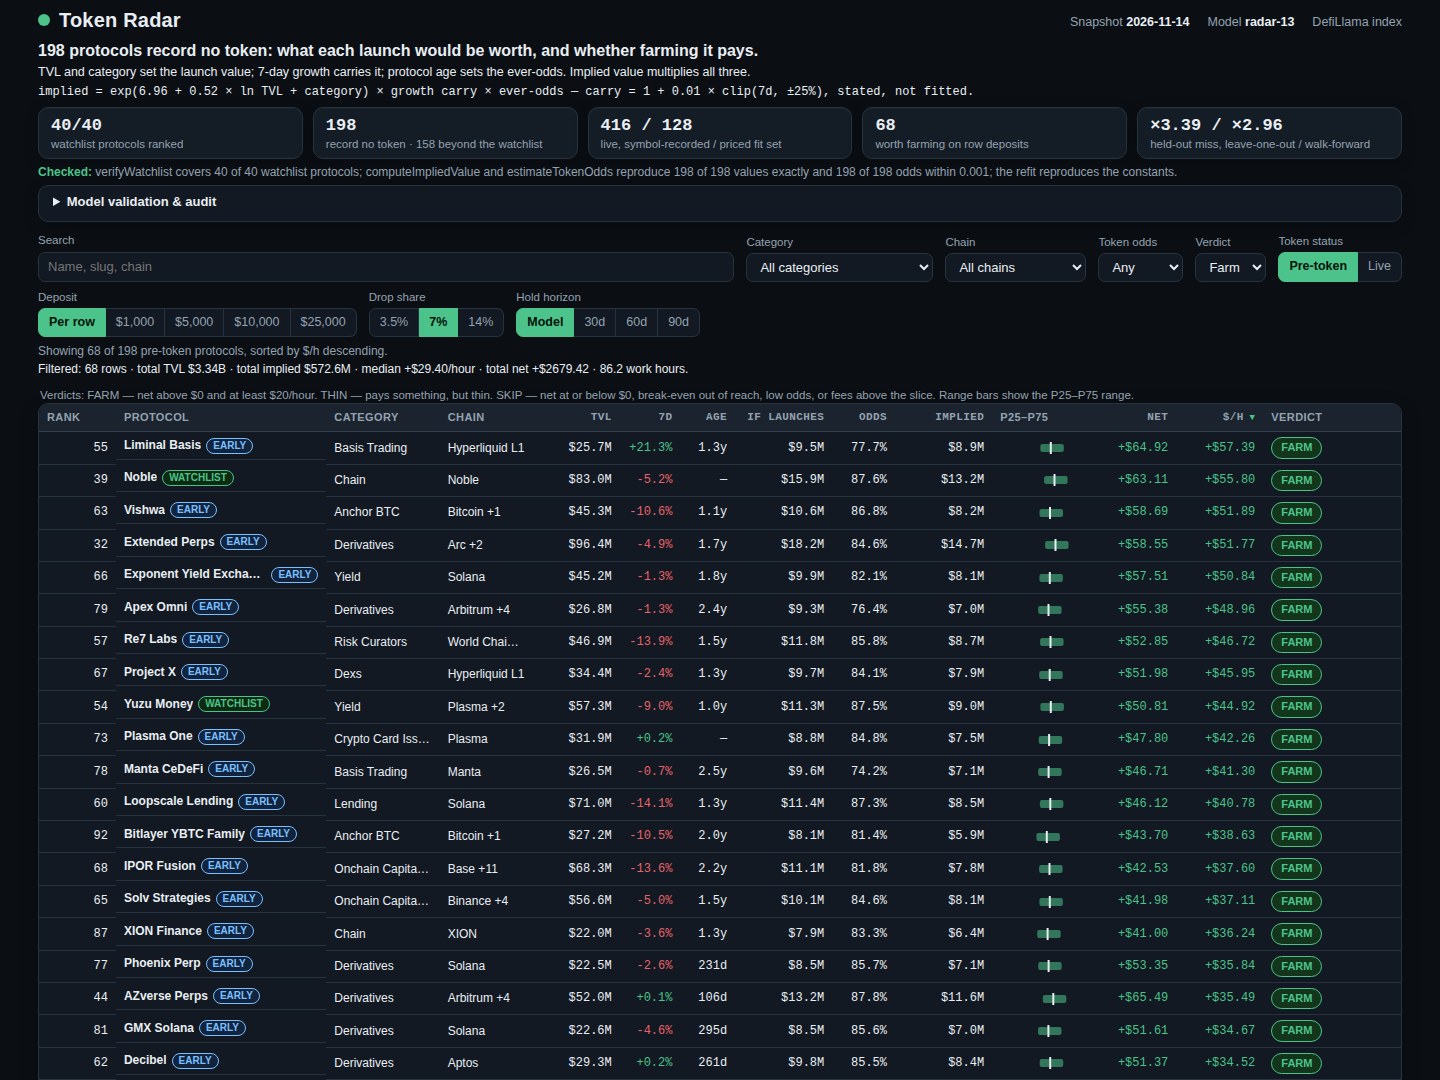 Token Radar
Snapshot 2026-11-14 Model radar-13 DefiLlama index
198 protocols record no token: what each launch would be worth, and whether farming it pays.
TVL and category set the launch value; 7-day growth carries it; protocol age sets the ever-odds. Implied value multiplies all three.
implied = exp(6.96 + 0.52 × ln TVL + category) × growth carry × ever-odds — carry = 1 + 0.01 × clip(7d, ±25%), stated, not fitted.
40/40
watchlist protocols ranked
198
record no token · 158 beyond the watchlist
416 / 128
live, symbol-recorded / priced fit set
68
worth farming on row deposits
×3.39 / ×2.96
held-out miss, leave-one-out / walk-forward
Checked: verifyWatchlist covers 40 of 40 watchlist protocols; computeImpliedValue and estimateTokenOdds reproduce 198 of 198 values exactly and 198 of 198 odds within 0.001; the refit reproduces the constants.
▶ Model validation & audit
Search
Name, slug, chain
Category
All categories
Chain
All chains
Token odds
Any
Verdict
Farm
Token status
Pre-token Live
Deposit
Per row $1,000 $5,000 $10,000 $25,000
Drop share
3.5% 7% 14%
Hold horizon
Model 30d 60d 90d
Showing 68 of 198 pre-token protocols, sorted by $/h descending.
Filtered: 68 rows · total TVL $3.34B · total implied $572.6M · median +$29.40/hour · total net +$2679.42 · 86.2 work hours.
Verdicts: FARM — net above $0 and at least $20/hour. THIN — pays something, but thin. SKIP — net at or below $0, break-even out of reach, low odds, or fees above the slice. Range bars show the P25–P75 range.
RANK PROTOCOL CATEGORY CHAIN TVL 7D AGE IF LAUNCHES ODDS IMPLIED P25–P75 NET $/H ▼ VERDICT
55 Liminal Basis EARLY Basis Trading Hyperliquid L1 $25.7M +21.3% 1.3y $9.5M 77.7% $8.9M +$64.92 +$57.39 FARM
39 Noble WATCHLIST Chain Noble $83.0M -5.2% — $15.9M 87.6% $13.2M +$63.11 +$55.80 FARM
63 Vishwa EARLY Anchor BTC Bitcoin +1 $45.3M -10.6% 1.1y $10.6M 86.8% $8.2M +$58.69 +$51.89 FARM
32 Extended Perps EARLY Derivatives Arc +2 $96.4M -4.9% 1.7y $18.2M 84.6% $14.7M +$58.55 +$51.77 FARM
66 Exponent Yield Excha… EARLY Yield Solana $45.2M -1.3% 1.8y $9.9M 82.1% $8.1M +$57.51 +$50.84 FARM
79 Apex Omni EARLY Derivatives Arbitrum +4 $26.8M -1.3% 2.4y $9.3M 76.4% $7.0M +$55.38 +$48.96 FARM
57 Re7 Labs EARLY Risk Curators World Chai… $46.9M -13.9% 1.5y $11.8M 85.8% $8.7M +$52.85 +$46.72 FARM
67 Project X EARLY Dexs Hyperliquid L1 $34.4M -2.4% 1.3y $9.7M 84.1% $7.9M +$51.98 +$45.95 FARM
54 Yuzu Money WATCHLIST Yield Plasma +2 $57.3M -9.0% 1.0y $11.3M 87.5% $9.0M +$50.81 +$44.92 FARM
73 Plasma One EARLY Crypto Card Iss… Plasma $31.9M +0.2% — $8.8M 84.8% $7.5M +$47.80 +$42.26 FARM
78 Manta CeDeFi EARLY Basis Trading Manta $26.5M -0.7% 2.5y $9.6M 74.2% $7.1M +$46.71 +$41.30 FARM
60 Loopscale Lending EARLY Lending Solana $71.0M -14.1% 1.3y $11.4M 87.3% $8.5M +$46.12 +$40.78 FARM
92 Bitlayer YBTC Family EARLY Anchor BTC Bitcoin +1 $27.2M -10.5% 2.0y $8.1M 81.4% $5.9M +$43.70 +$38.63 FARM
68 IPOR Fusion EARLY Onchain Capita… Base +11 $68.3M -13.6% 2.2y $11.1M 81.8% $7.8M +$42.53 +$37.60 FARM
65 Solv Strategies EARLY Onchain Capita… Binance +4 $56.6M -5.0% 1.5y $10.1M 84.6% $8.1M +$41.98 +$37.11 FARM
87 XION Finance EARLY Chain XION $22.0M -3.6% 1.3y $7.9M 83.3% $6.4M +$41.00 +$36.24 FARM
77 Phoenix Perp EARLY Derivatives Solana $22.5M -2.6% 231d $8.5M 85.7% $7.1M +$53.35 +$35.84 FARM
44 AZverse Perps EARLY Derivatives Arbitrum +4 $52.0M +0.1% 106d $13.2M 87.8% $11.6M +$65.49 +$35.49 FARM
81 GMX Solana EARLY Derivatives Solana $22.6M -4.6% 295d $8.5M 85.6% $7.0M +$51.61 +$34.67 FARM
62 Decibel EARLY Derivatives Aptos $29.3M +0.2% 261d $9.8M 85.5% $8.4M +$51.37 +$34.52 FARM